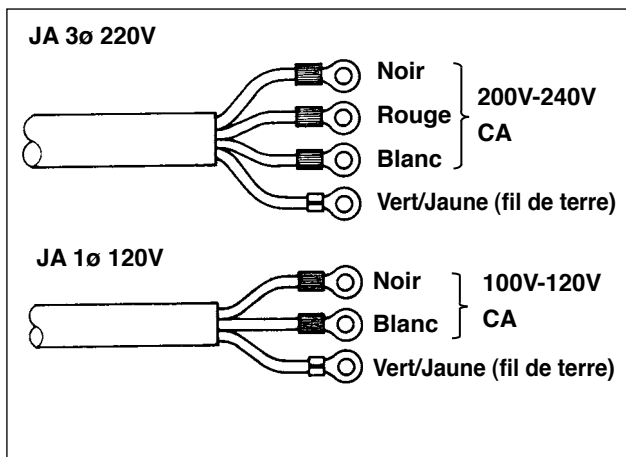 JA 3ø 220V
Noir
Rouge
Blanc
200V-240V
CA
Vert/Jaune (fil de terre)
JA 1ø 120V
Noir
Blanc
100V-120V
CA
Vert/Jaune (fil de terre)